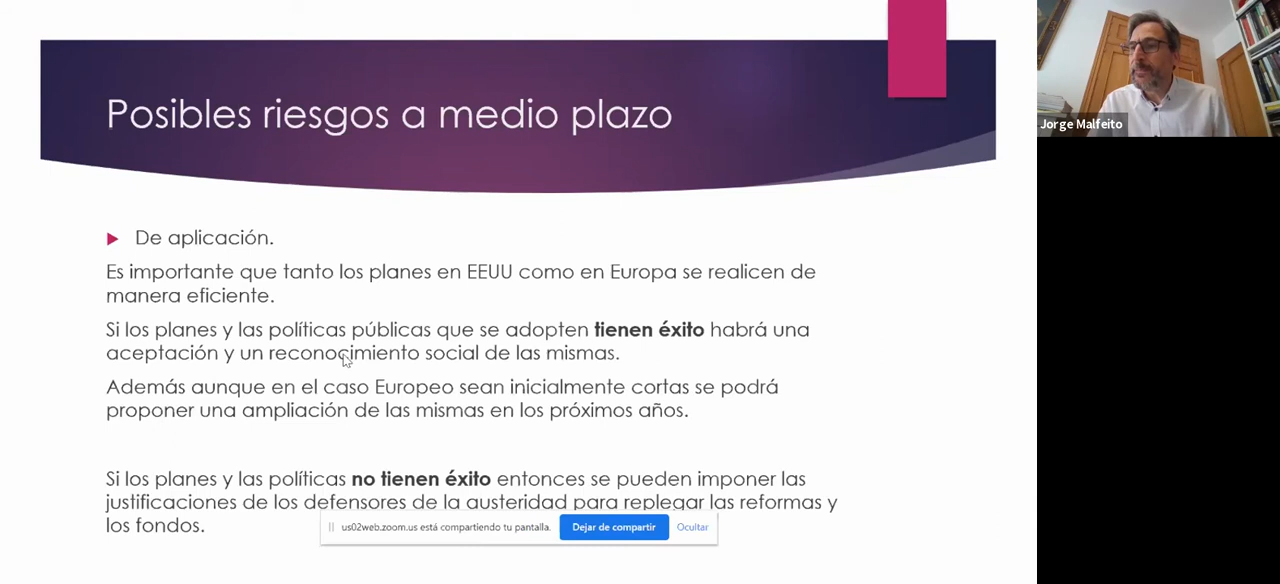 Posibles riesgos a medio plazo
De aplicación.
Es importante que tanto los planes en EEUU como en Europa se realicen de
manera eficiente.
Si los planes y las políticas públicas que se adopten tienen éxito habrá una
aceptación y un reconocimiento social de las mismas.
Además aunque en el caso Europeo sean inicialmente cortas se podrá
proponer una ampliación de las mismas en los próximos años.
Si los planes y las políticas no tienen éxito entonces se pueden imponer las
justificaciones de los defensores de la austeridad para replegar las reformas y
los fondos.
us02web.zoom.us está compartiendo tu pantalla.
Dejar de compartir
Ocultar
Jorge Malfeito